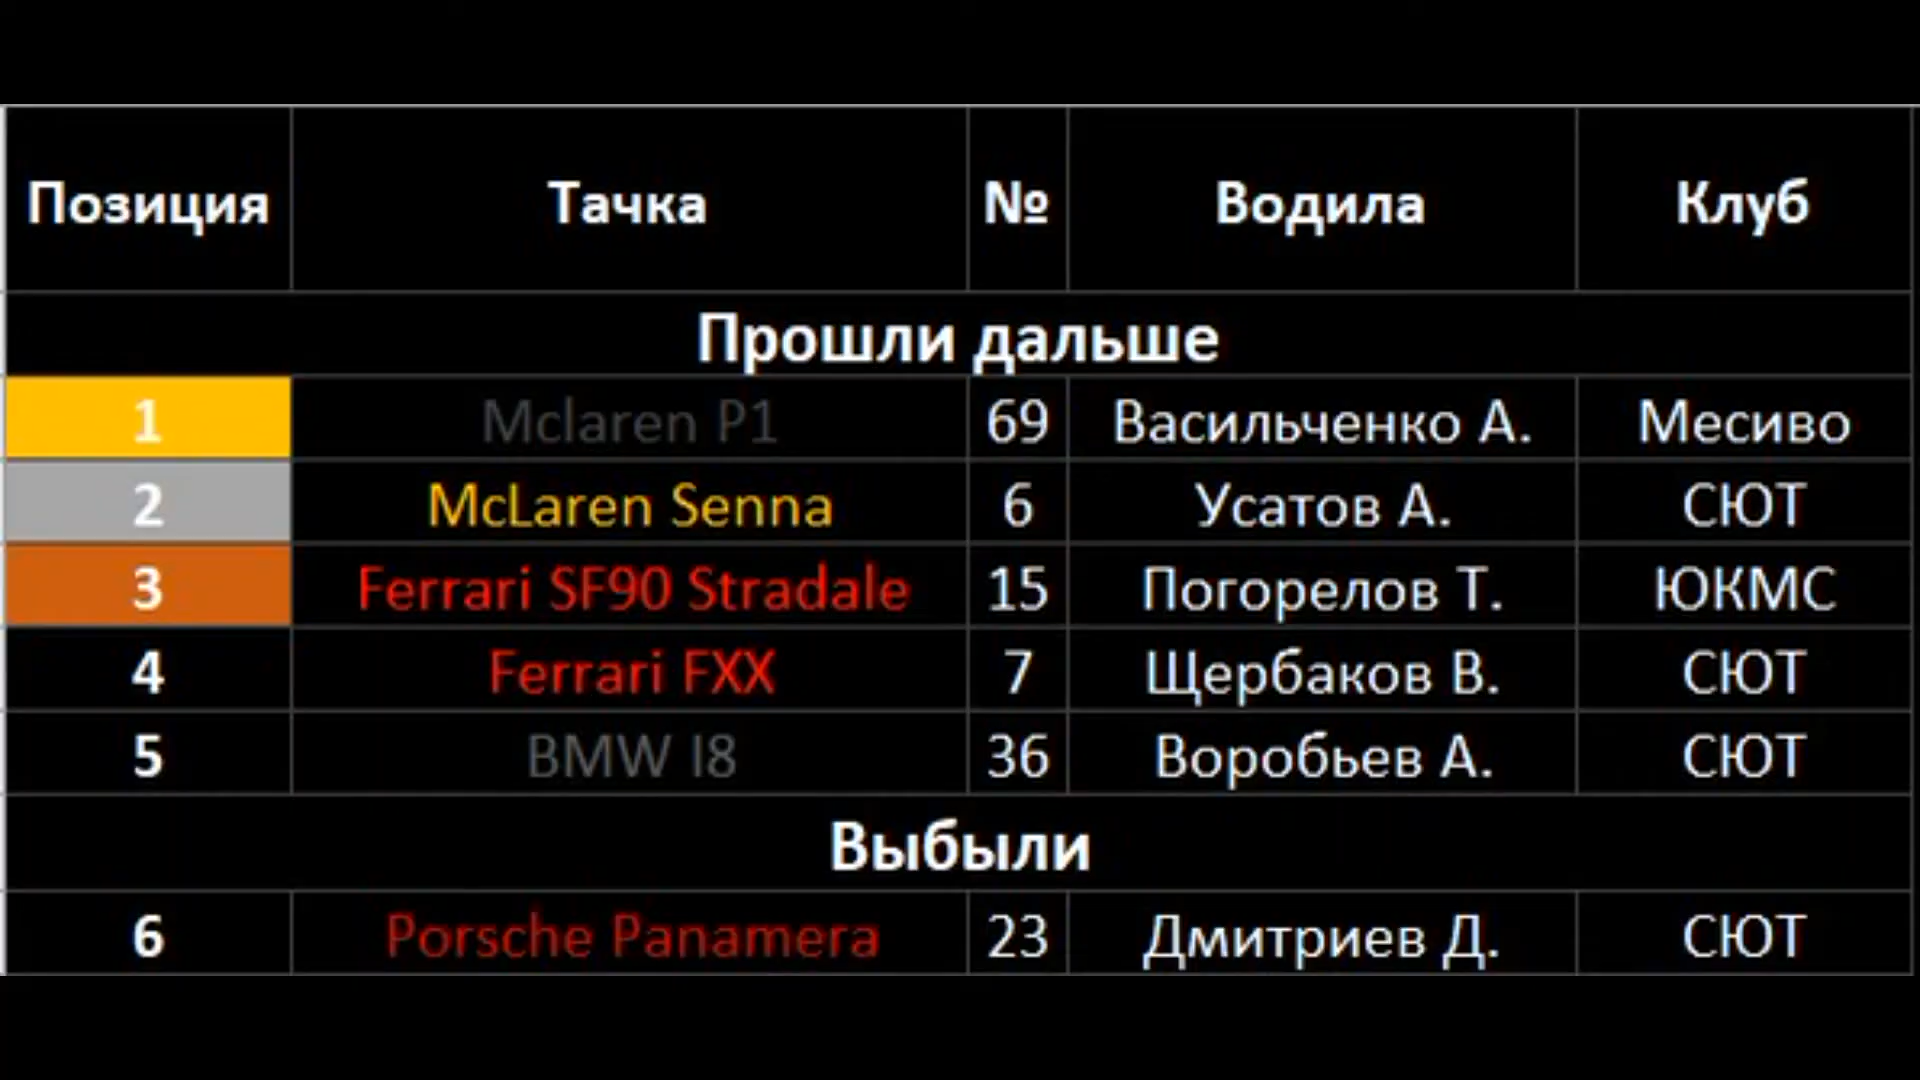 Позиция Тачка № Водила Клуб
Прошли дальше
1 Mclaren P1 69 Васильченко А. Месиво
2 McLaren Senna 6 Усатов А. СЮТ
3 Ferrari SF90 Stradale 15 Погорелов Т. ЮКМС
4 Ferrari FXX 7 Щербаков В. СЮТ
5 BMW I8 36 Воробьев А. СЮТ
Выбыли
6 Porsche Panamera 23 Дмитриев Д. СЮТ